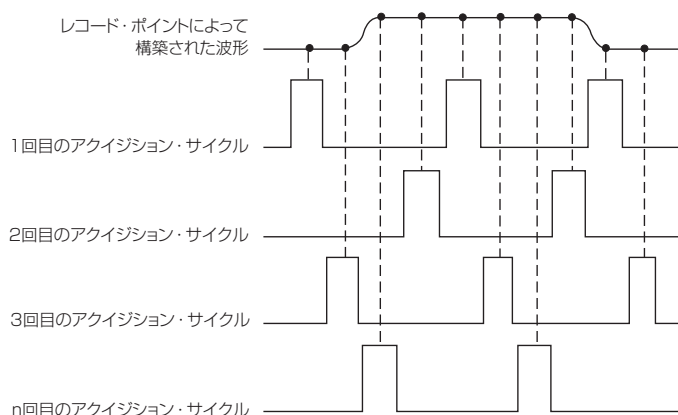 レコード・ポイントによって
構築された波形
1回目のアクイジション・サイクル
2回目のアクイジション・サイクル
3回目のアクイジション・サイクル
n回目のアクイジション・サイクル